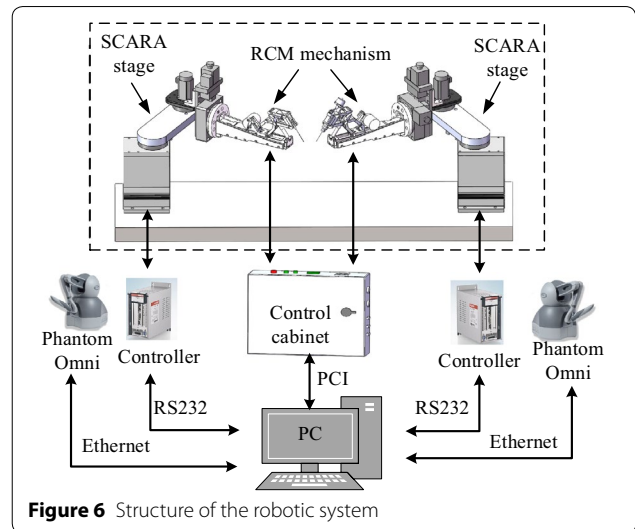 SCARA
stage
RCM mechanism
SCARA
stage
Phantom
Omni
Controller
Control
cabinet
Controller
Phantom
Omni
RS232
PCI
RS232
Ethernet
PC
Ethernet
Figure 6 Structure of the robotic system